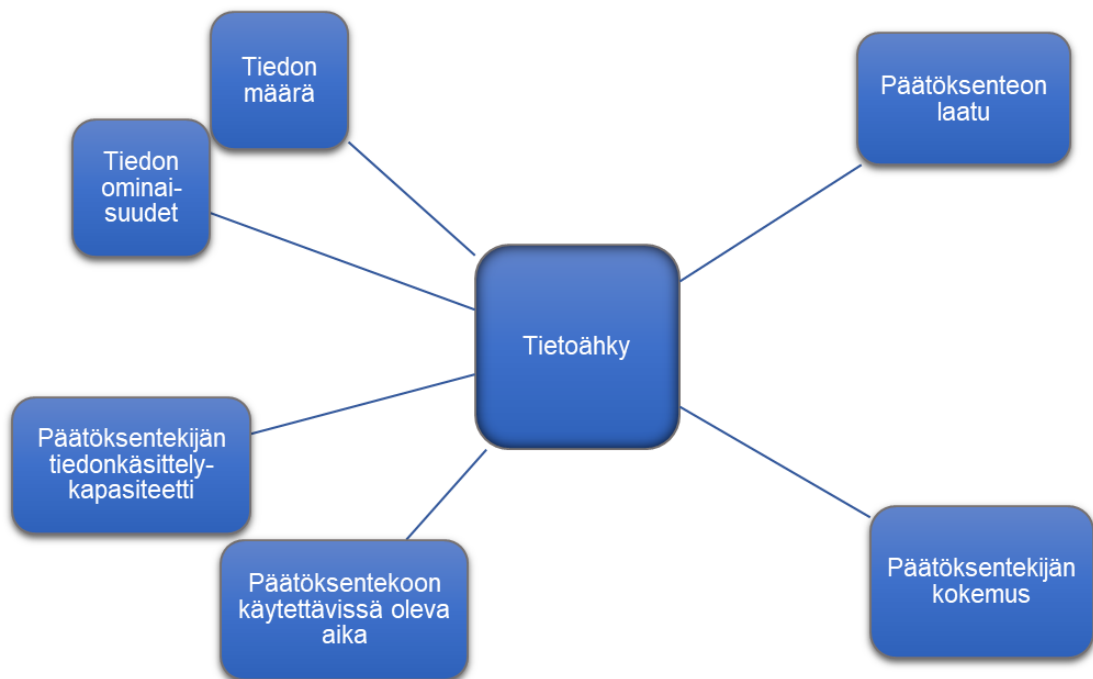 Tiedon
määrä
Tiedon
ominai-
suudet
Päätöksentekijän
tiedonkäsittely-
kapasiteetti
Päätöksentekoon
käytettävissä oleva
aika
Tietoähky
Päätöksenteon
laatu
Päätöksentekijän
kokemus